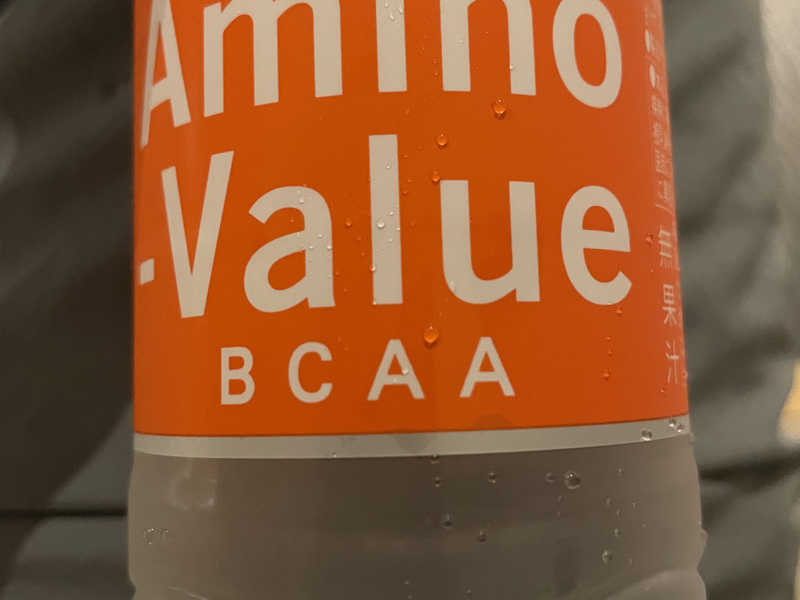 Amino
-Value
BCAA
無果汁